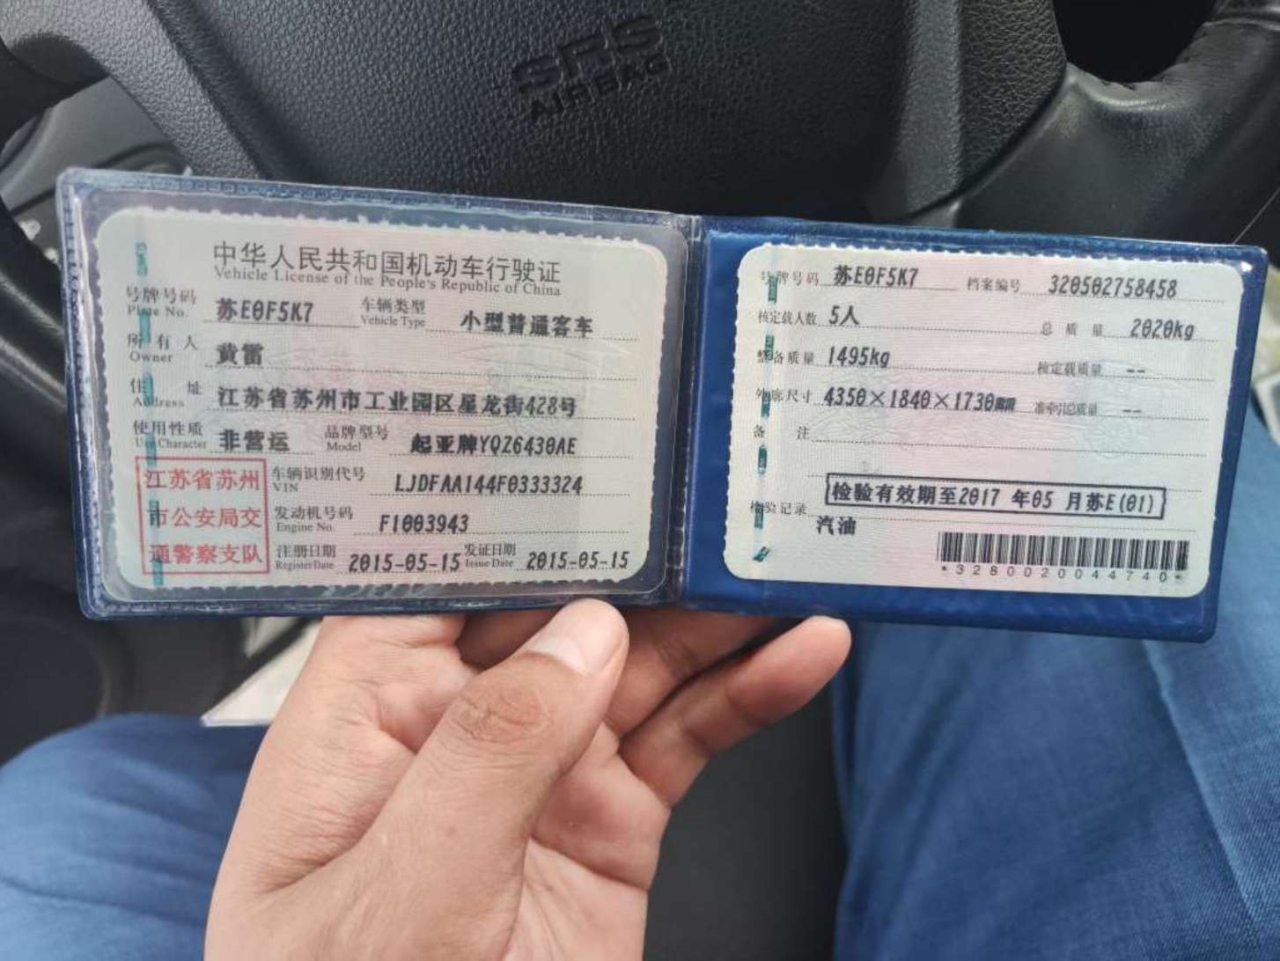 SRS
AIRBAG
中华人民共和国机动车行驶证
Vehicle License of the People's Republic of China
号牌号码 苏E0F5K7 车辆类型 小型普通客车
Plate No. Vehicle Type
所有人 黄雷
Owner
住址 江苏省苏州市工业园区星龙街428号
Address
使用性质 非营运 品牌型号 起亚牌YQZ6430AE
Use Character Model
江苏省苏州
市公安局交
通警察支队
车辆识别代号 LJDFAA144F0333324
VIN
发动机号码 F1003943
Engine No.
注册日期 2015-05-15 发证日期 2015-05-15
Register Date Issue Date
号牌号码 苏E0F5K7 档案编号 320502758458
核定载人数 5人 总质量 2020kg
整备质量 1495kg 核定载质量 --
外廓尺寸 4350×1840×1730mm 准牵引总质量 --
备注
检验有效期至2017 年05 月苏E(01)
检验记录
汽油
*3280020044740*